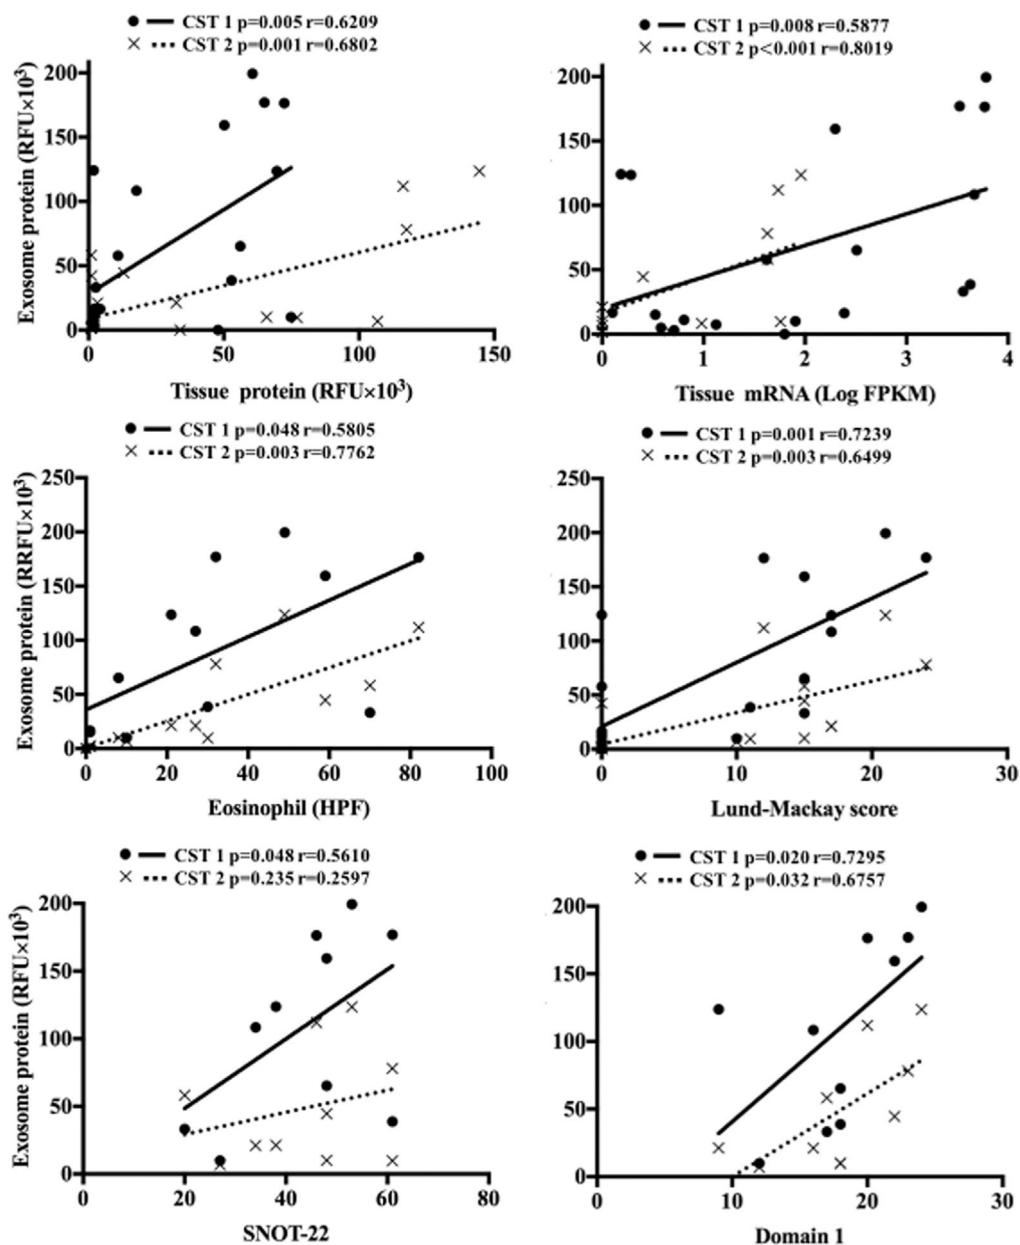 CST 1 p=0.005 r=0.6209
CST 2 p=0.001 r=0.6802
Exosome protein (RFU×10³)
200
150
100
50
0
0 50 100 150
Tissue protein (RFU×10³)
CST 1 p=0.008 r=0.5877
CST 2 p<0.001 r=0.8019
200
150
100
50
0
0 1 2 3 4
Tissue mRNA (Log FPKM)
CST 1 p=0.048 r=0.5805
CST 2 p=0.003 r=0.7762
Exosome protein (RRFU×10³)
250
200
150
100
50
0
0 20 40 60 80 100
Eosinophil (HPF)
CST 1 p=0.001 r=0.7239
CST 2 p=0.003 r=0.6499
250
200
150
100
50
0
0 10 20 30
Lund-Mackay score
CST 1 p=0.048 r=0.5610
CST 2 p=0.235 r=0.2597
Exosome protein (RFU×10³)
200
150
100
50
0
0 20 40 60 80
SNOT-22
CST 1 p=0.020 r=0.7295
CST 2 p=0.032 r=0.6757
200
150
100
50
0
0 10 20 30
Domain 1